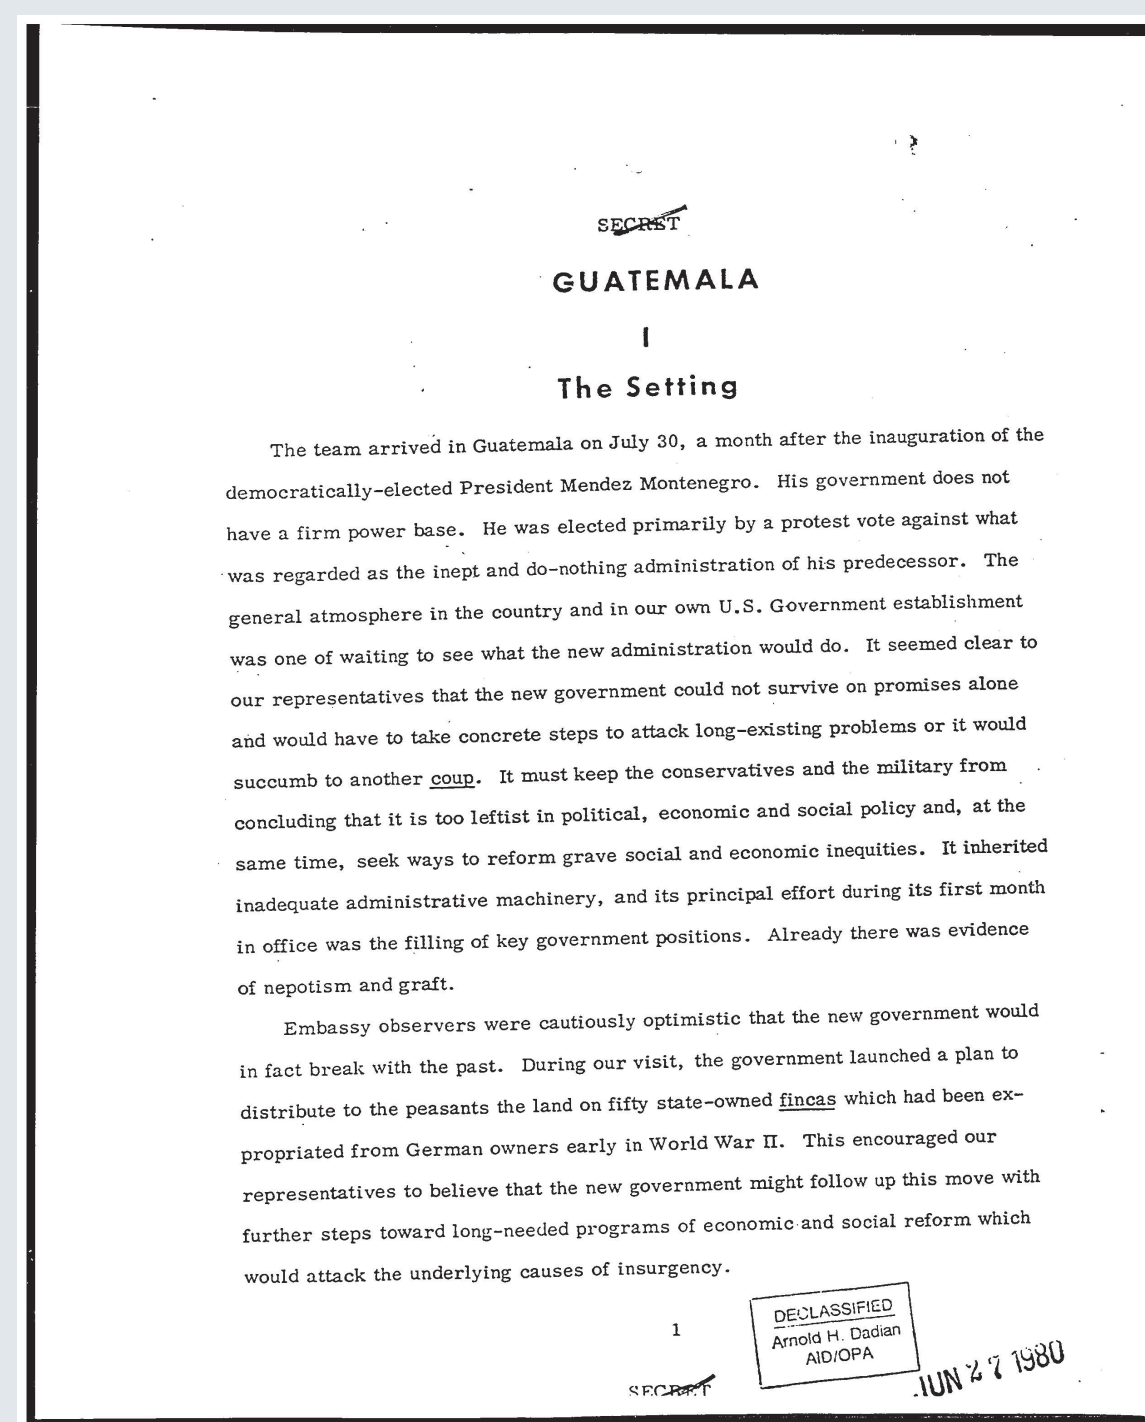 SECRET
GUATEMALA
I
The Setting
The team arrived in Guatemala on July 30, a month after the inauguration of the
democratically-elected President Mendez Montenegro. His government does not
have a firm power base. He was elected primarily by a protest vote against what
was regarded as the inept and do-nothing administration of his predecessor. The
general atmosphere in the country and in our own U.S. Government establishment
was one of waiting to see what the new administration would do. It seemed clear to
our representatives that the new government could not survive on promises alone
and would have to take concrete steps to attack long-existing problems or it would
succumb to another coup. It must keep the conservatives and the military from
concluding that it is too leftist in political, economic and social policy and, at the
same time, seek ways to reform grave social and economic inequities. It inherited
inadequate administrative machinery, and its principal effort during its first month
in office was the filling of key government positions. Already there was evidence
of nepotism and graft.
Embassy observers were cautiously optimistic that the new government would
in fact break with the past. During our visit, the government launched a plan to
distribute to the peasants the land on fifty state-owned fincas which had been ex-
propriated from German owners early in World War II. This encouraged our
representatives to believe that the new government might follow up this move with
further steps toward long-needed programs of economic and social reform which
would attack the underlying causes of insurgency.
1
DECLASSIFIED
Arnold H. Dadian
AID/OPA
JUN 27 1980
SECRET